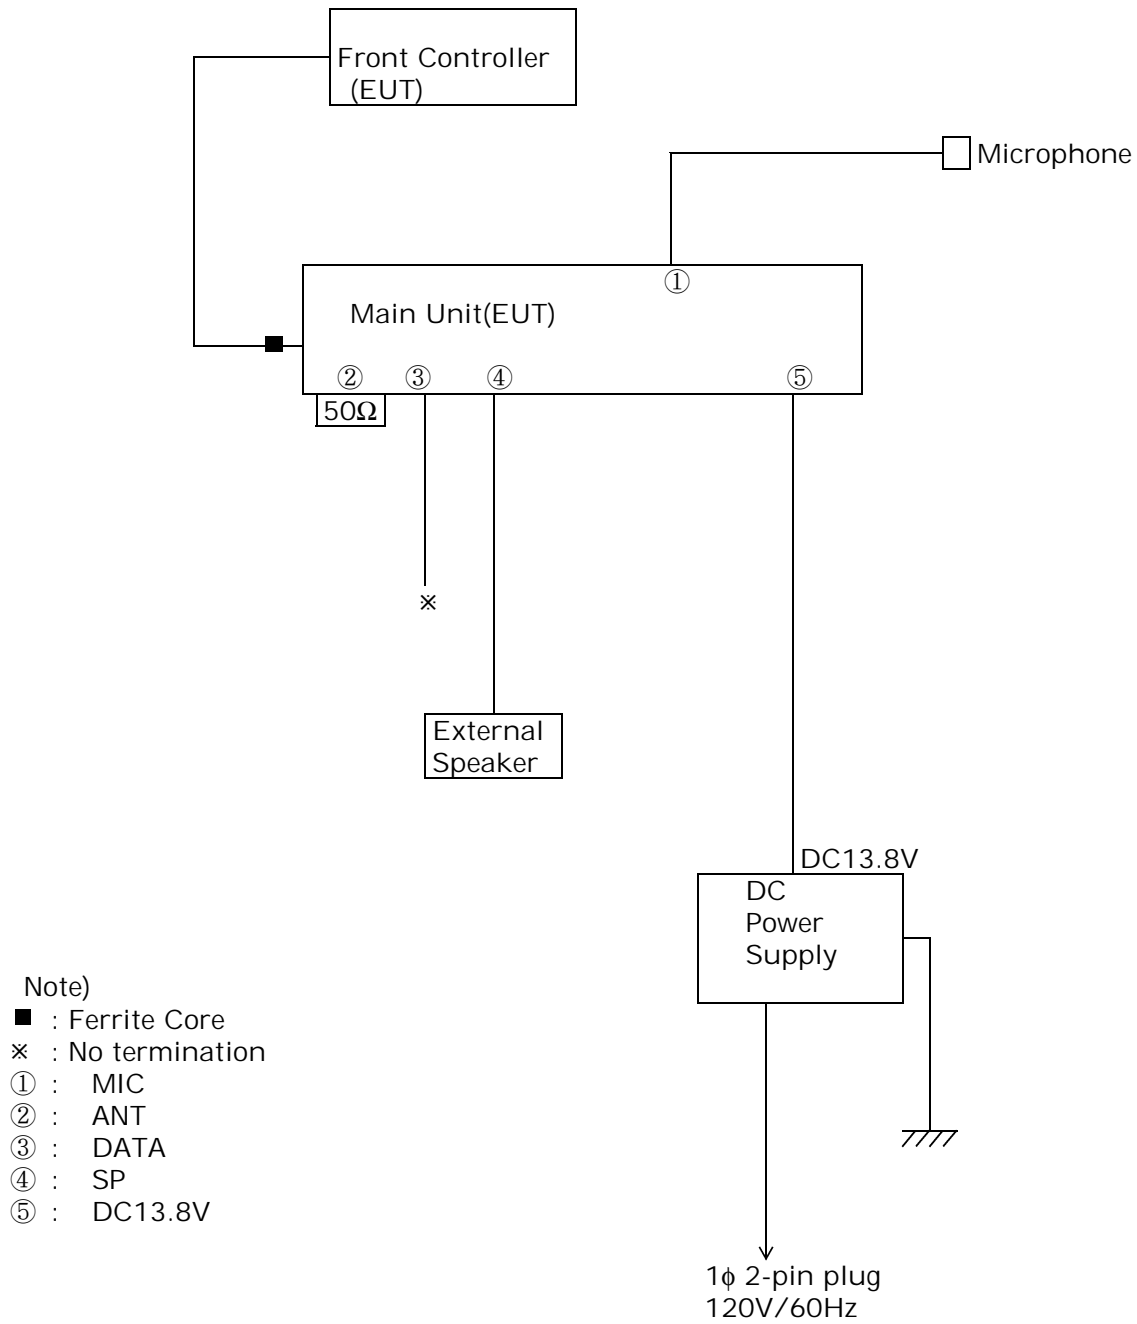 Front Controller
(EUT)
Microphone
①
Main Unit(EUT)
② ③ ④ ⑤
50Ω
※
External
Speaker
DC13.8V
DC
Power
Supply
Note)
■ : Ferrite Core
※ : No termination
① : MIC
② : ANT
③ : DATA
④ : SP
⑤ : DC13.8V
1ϕ 2-pin plug
120V/60Hz